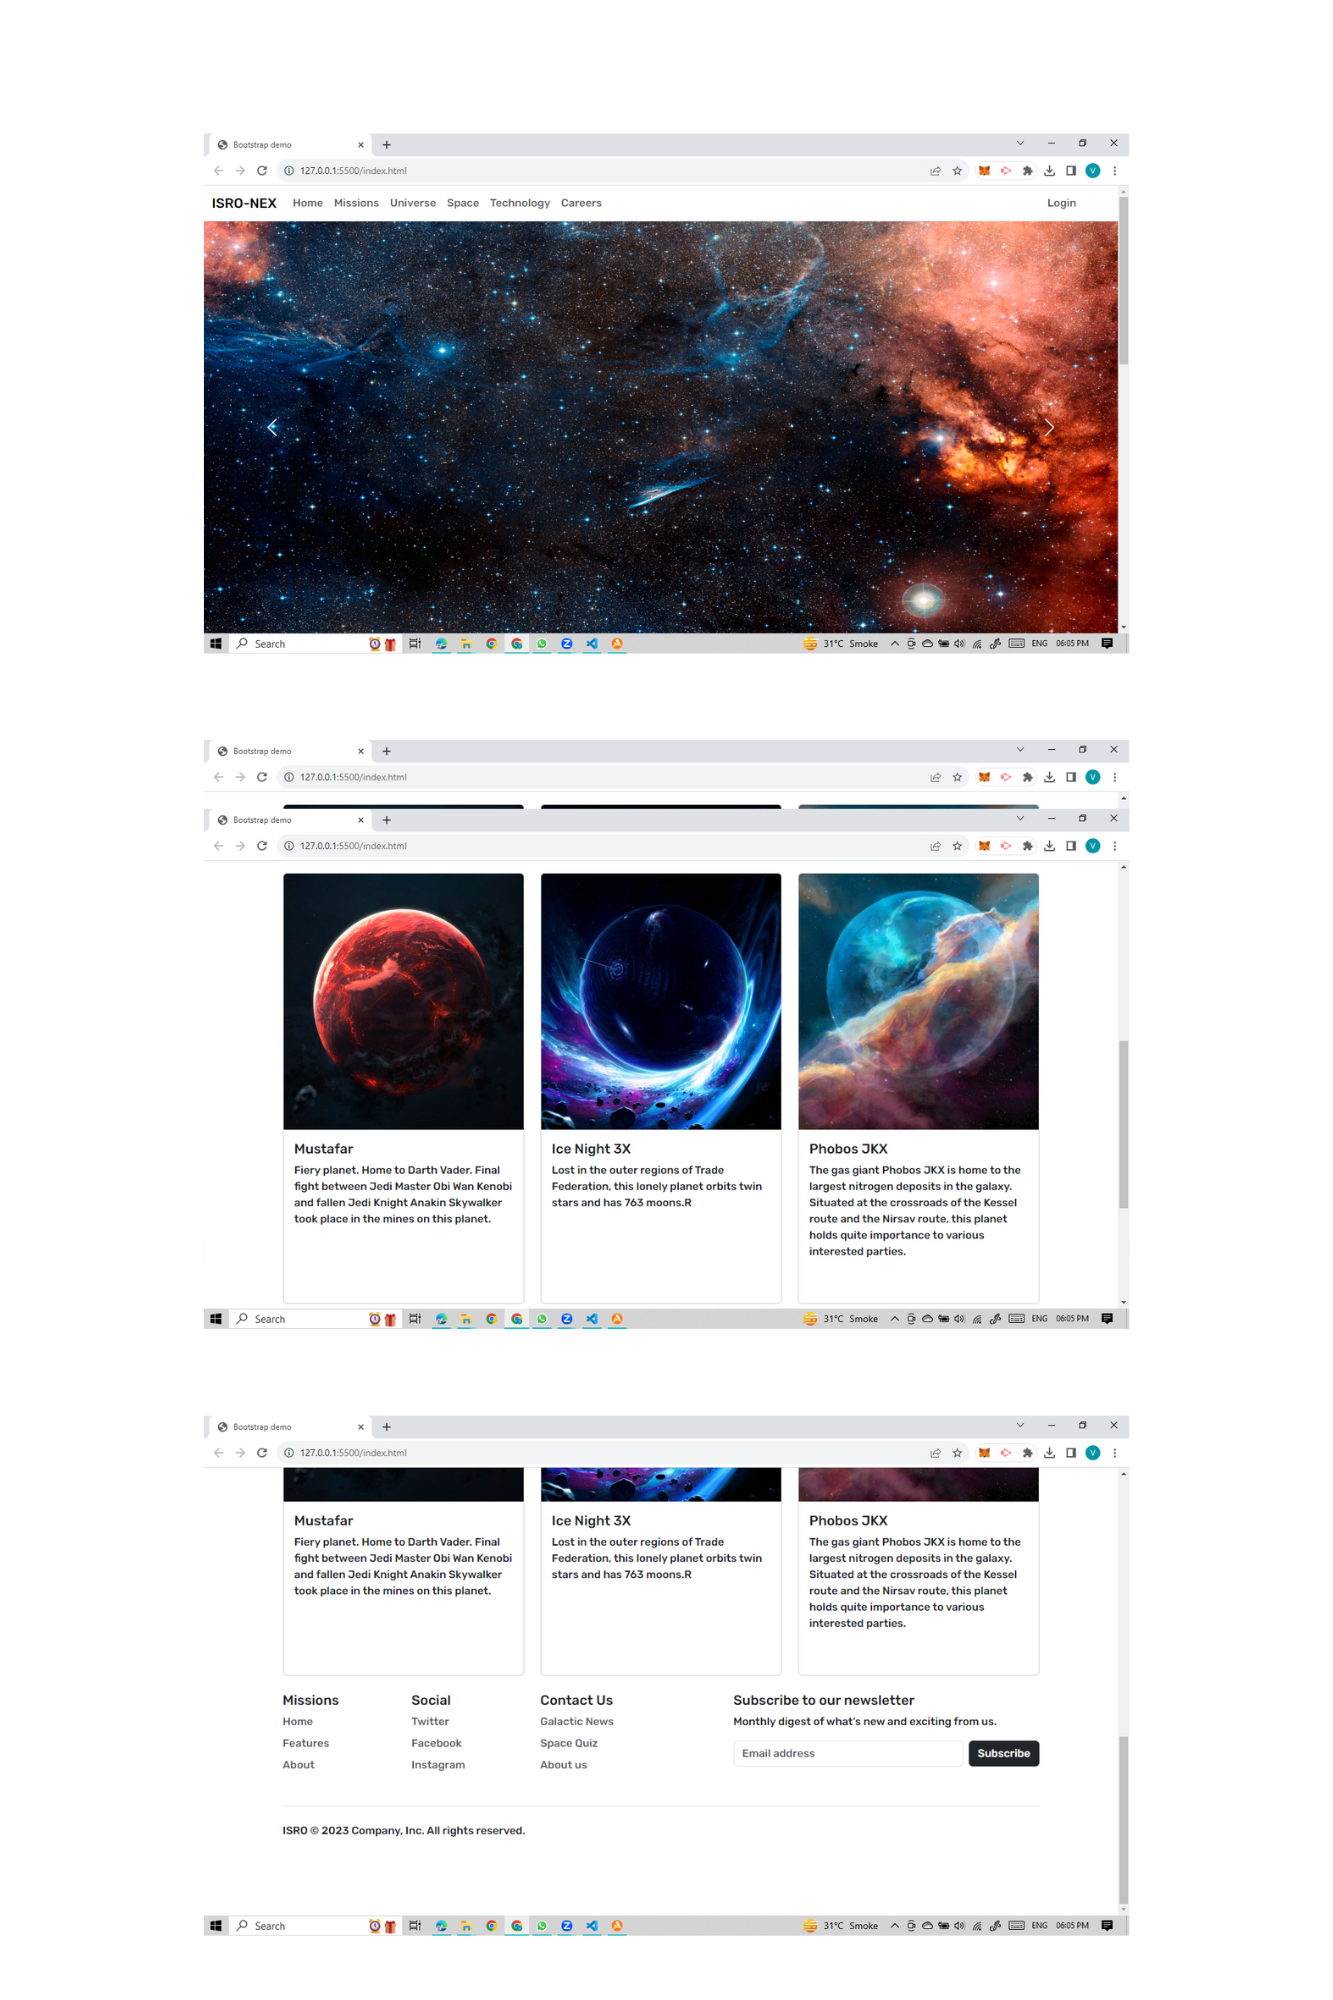 Bootstrap demo
127.0.0.1:5500/index.html
V
ISRO-NEX Home Missions Universe Space Technology Careers Login
Search 31°C Smoke ENG 06:05 PM
Bootstrap demo
127.0.0.1:5500/index.html
V
Bootstrap demo
127.0.0.1:5500/index.html
V
Mustafar
Fiery planet. Home to Darth Vader. Final
fight between Jedi Master Obi Wan Kenobi
and fallen Jedi Knight Anakin Skywalker
took place in the mines on this planet.
Ice Night 3X
Lost in the outer regions of Trade
Federation, this lonely planet orbits twin
stars and has 763 moons.R
Phobos JKX
The gas giant Phobos JKX is home to the
largest nitrogen deposits in the galaxy.
Situated at the crossroads of the Kessel
route and the Nirsav route, this planet
holds quite importance to various
interested parties.
Search 31°C Smoke ENG 06:05 PM
Bootstrap demo
127.0.0.1:5500/index.html
V
Mustafar
Fiery planet. Home to Darth Vader. Final
fight between Jedi Master Obi Wan Kenobi
and fallen Jedi Knight Anakin Skywalker
took place in the mines on this planet.
Ice Night 3X
Lost in the outer regions of Trade
Federation, this lonely planet orbits twin
stars and has 763 moons.R
Phobos JKX
The gas giant Phobos JKX is home to the
largest nitrogen deposits in the galaxy.
Situated at the crossroads of the Kessel
route and the Nirsav route, this planet
holds quite importance to various
interested parties.
Missions
Home
Features
About
Social
Twitter
Facebook
Instagram
Contact Us
Galactic News
Space Quiz
About us
Subscribe to our newsletter
Monthly digest of what's new and exciting from us.
Email address Subscribe
ISRO © 2023 Company, Inc. All rights reserved.
Search 31°C Smoke ENG 06:05 PM